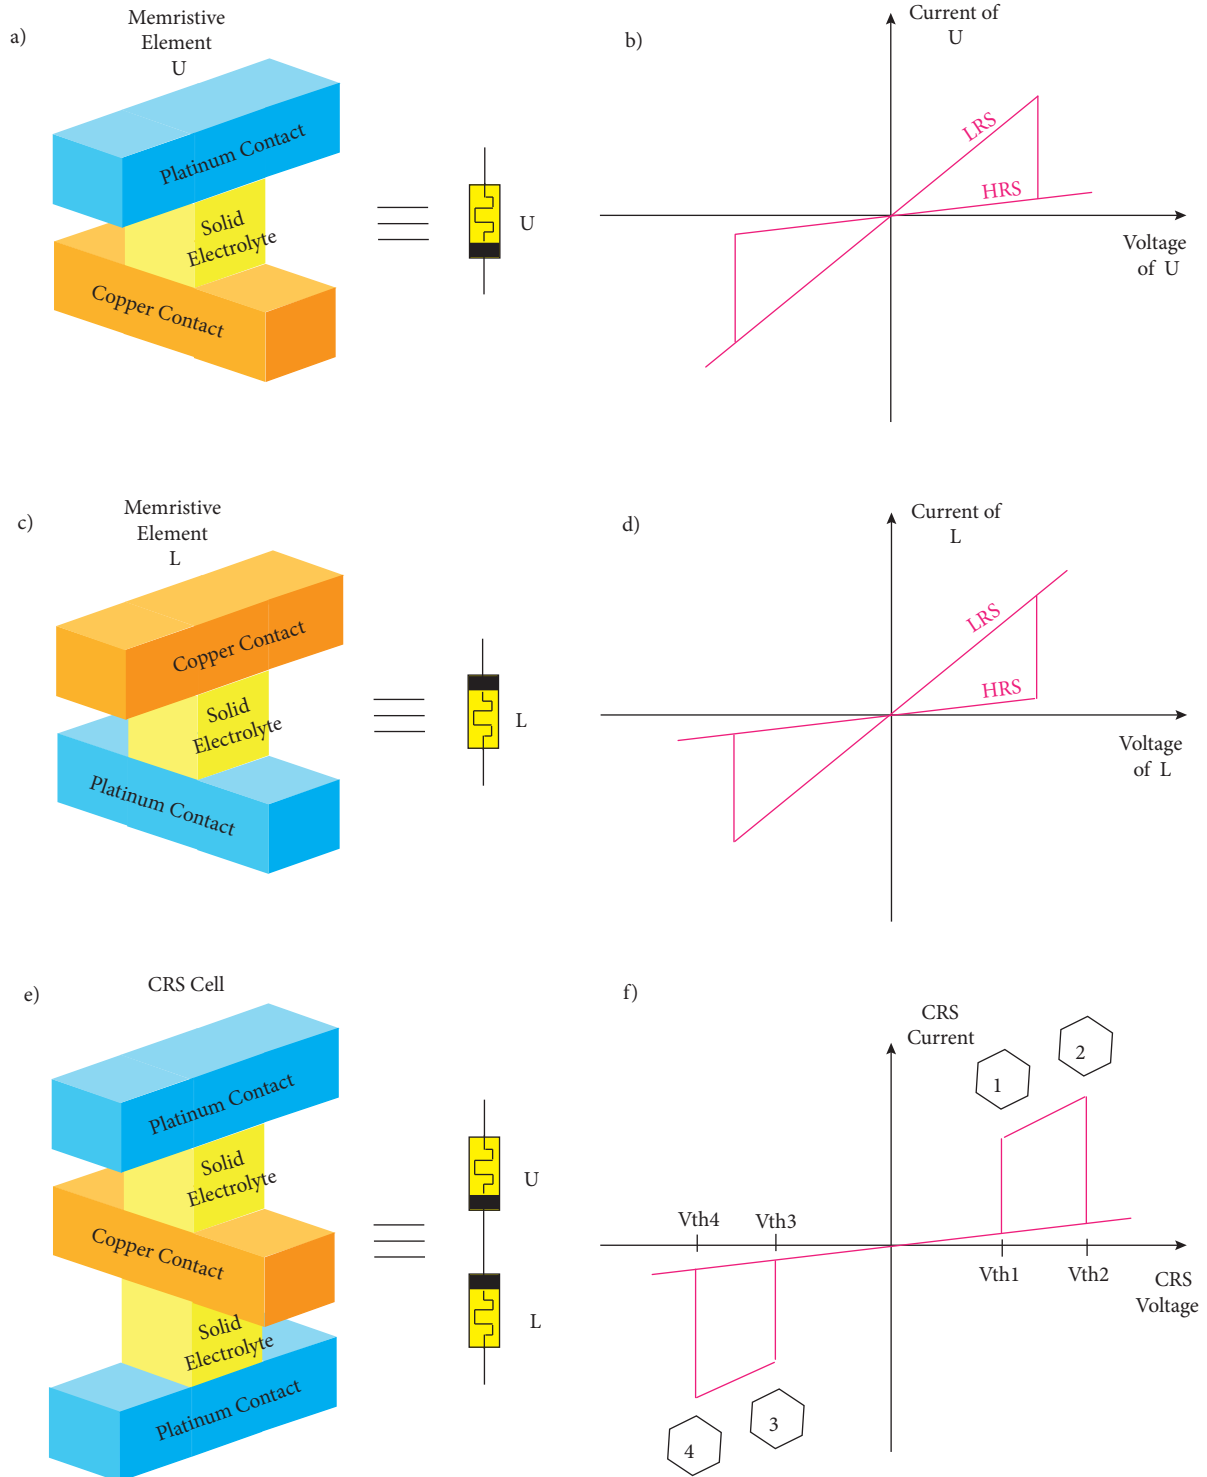 a)
Memristive
Element
U
Platinum Contact
Solid
Electrolyte
Copper Contact
U
b)
Current of
U
LRS
HRS
Voltage
of U
c)
Memristive
Element
L
Copper Contact
Solid
Electrolyte
Platinum Contact
L
d)
Current of
L
LRS
HRS
Voltage
of L
e)
CRS Cell
Platinum Contact
Solid
Electrolyte
Copper Contact
Solid
Electrolyte
Platinum Contact
U
L
f)
CRS
Current
1
2
Vth4
Vth3
Vth1
Vth2
CRS
Voltage
3
4